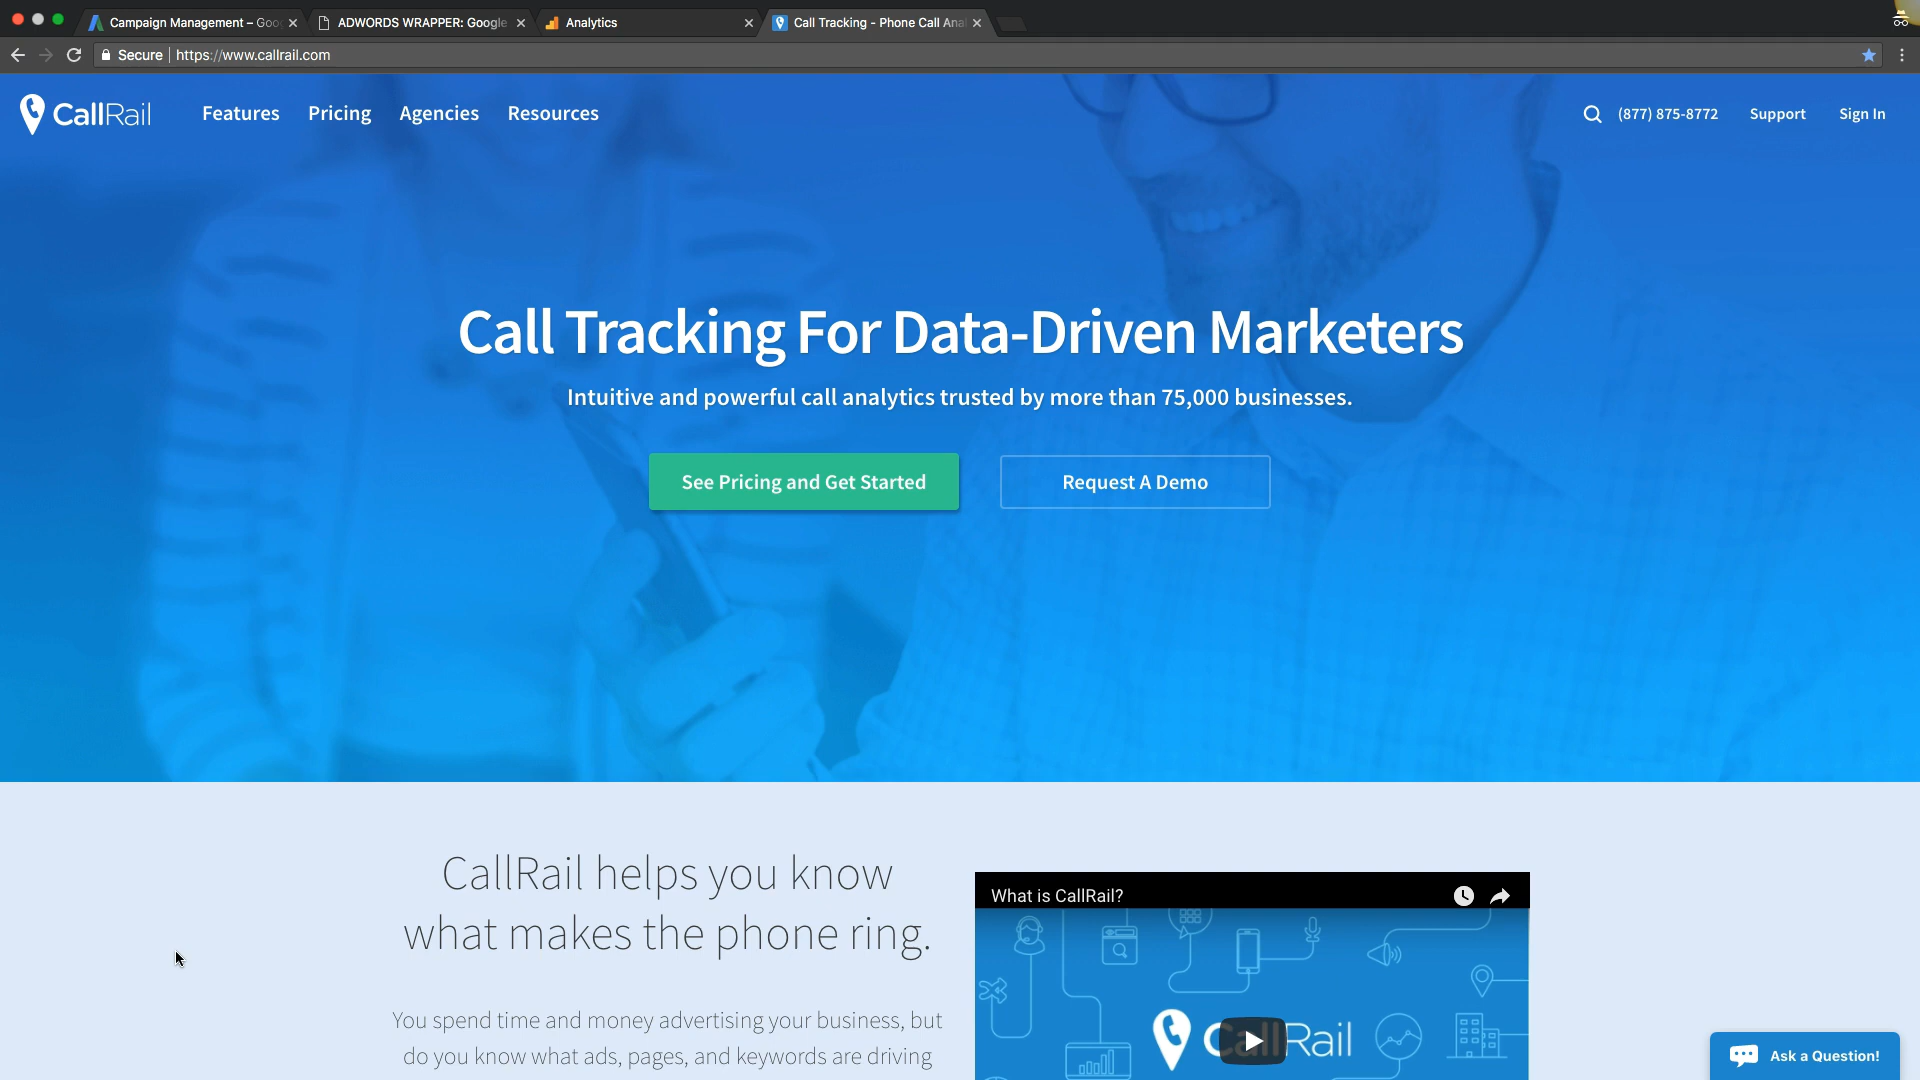 Campaign Management – Goo
ADWORDS WRAPPER: Google
Analytics
Call Tracking - Phone Call Ana
Secure
https://www.callrail.com
CallRail
Features
Pricing
Agencies
Resources
(877) 875-8772
Support
Sign In
Call Tracking For Data-Driven Marketers
Intuitive and powerful call analytics trusted by more than 75,000 businesses.
See Pricing and Get Started
Request A Demo
CallRail helps you know
what makes the phone ring.
You spend time and money advertising your business, but
do you know what ads, pages, and keywords are driving
What is CallRail?
CallRail
Ask a Question!